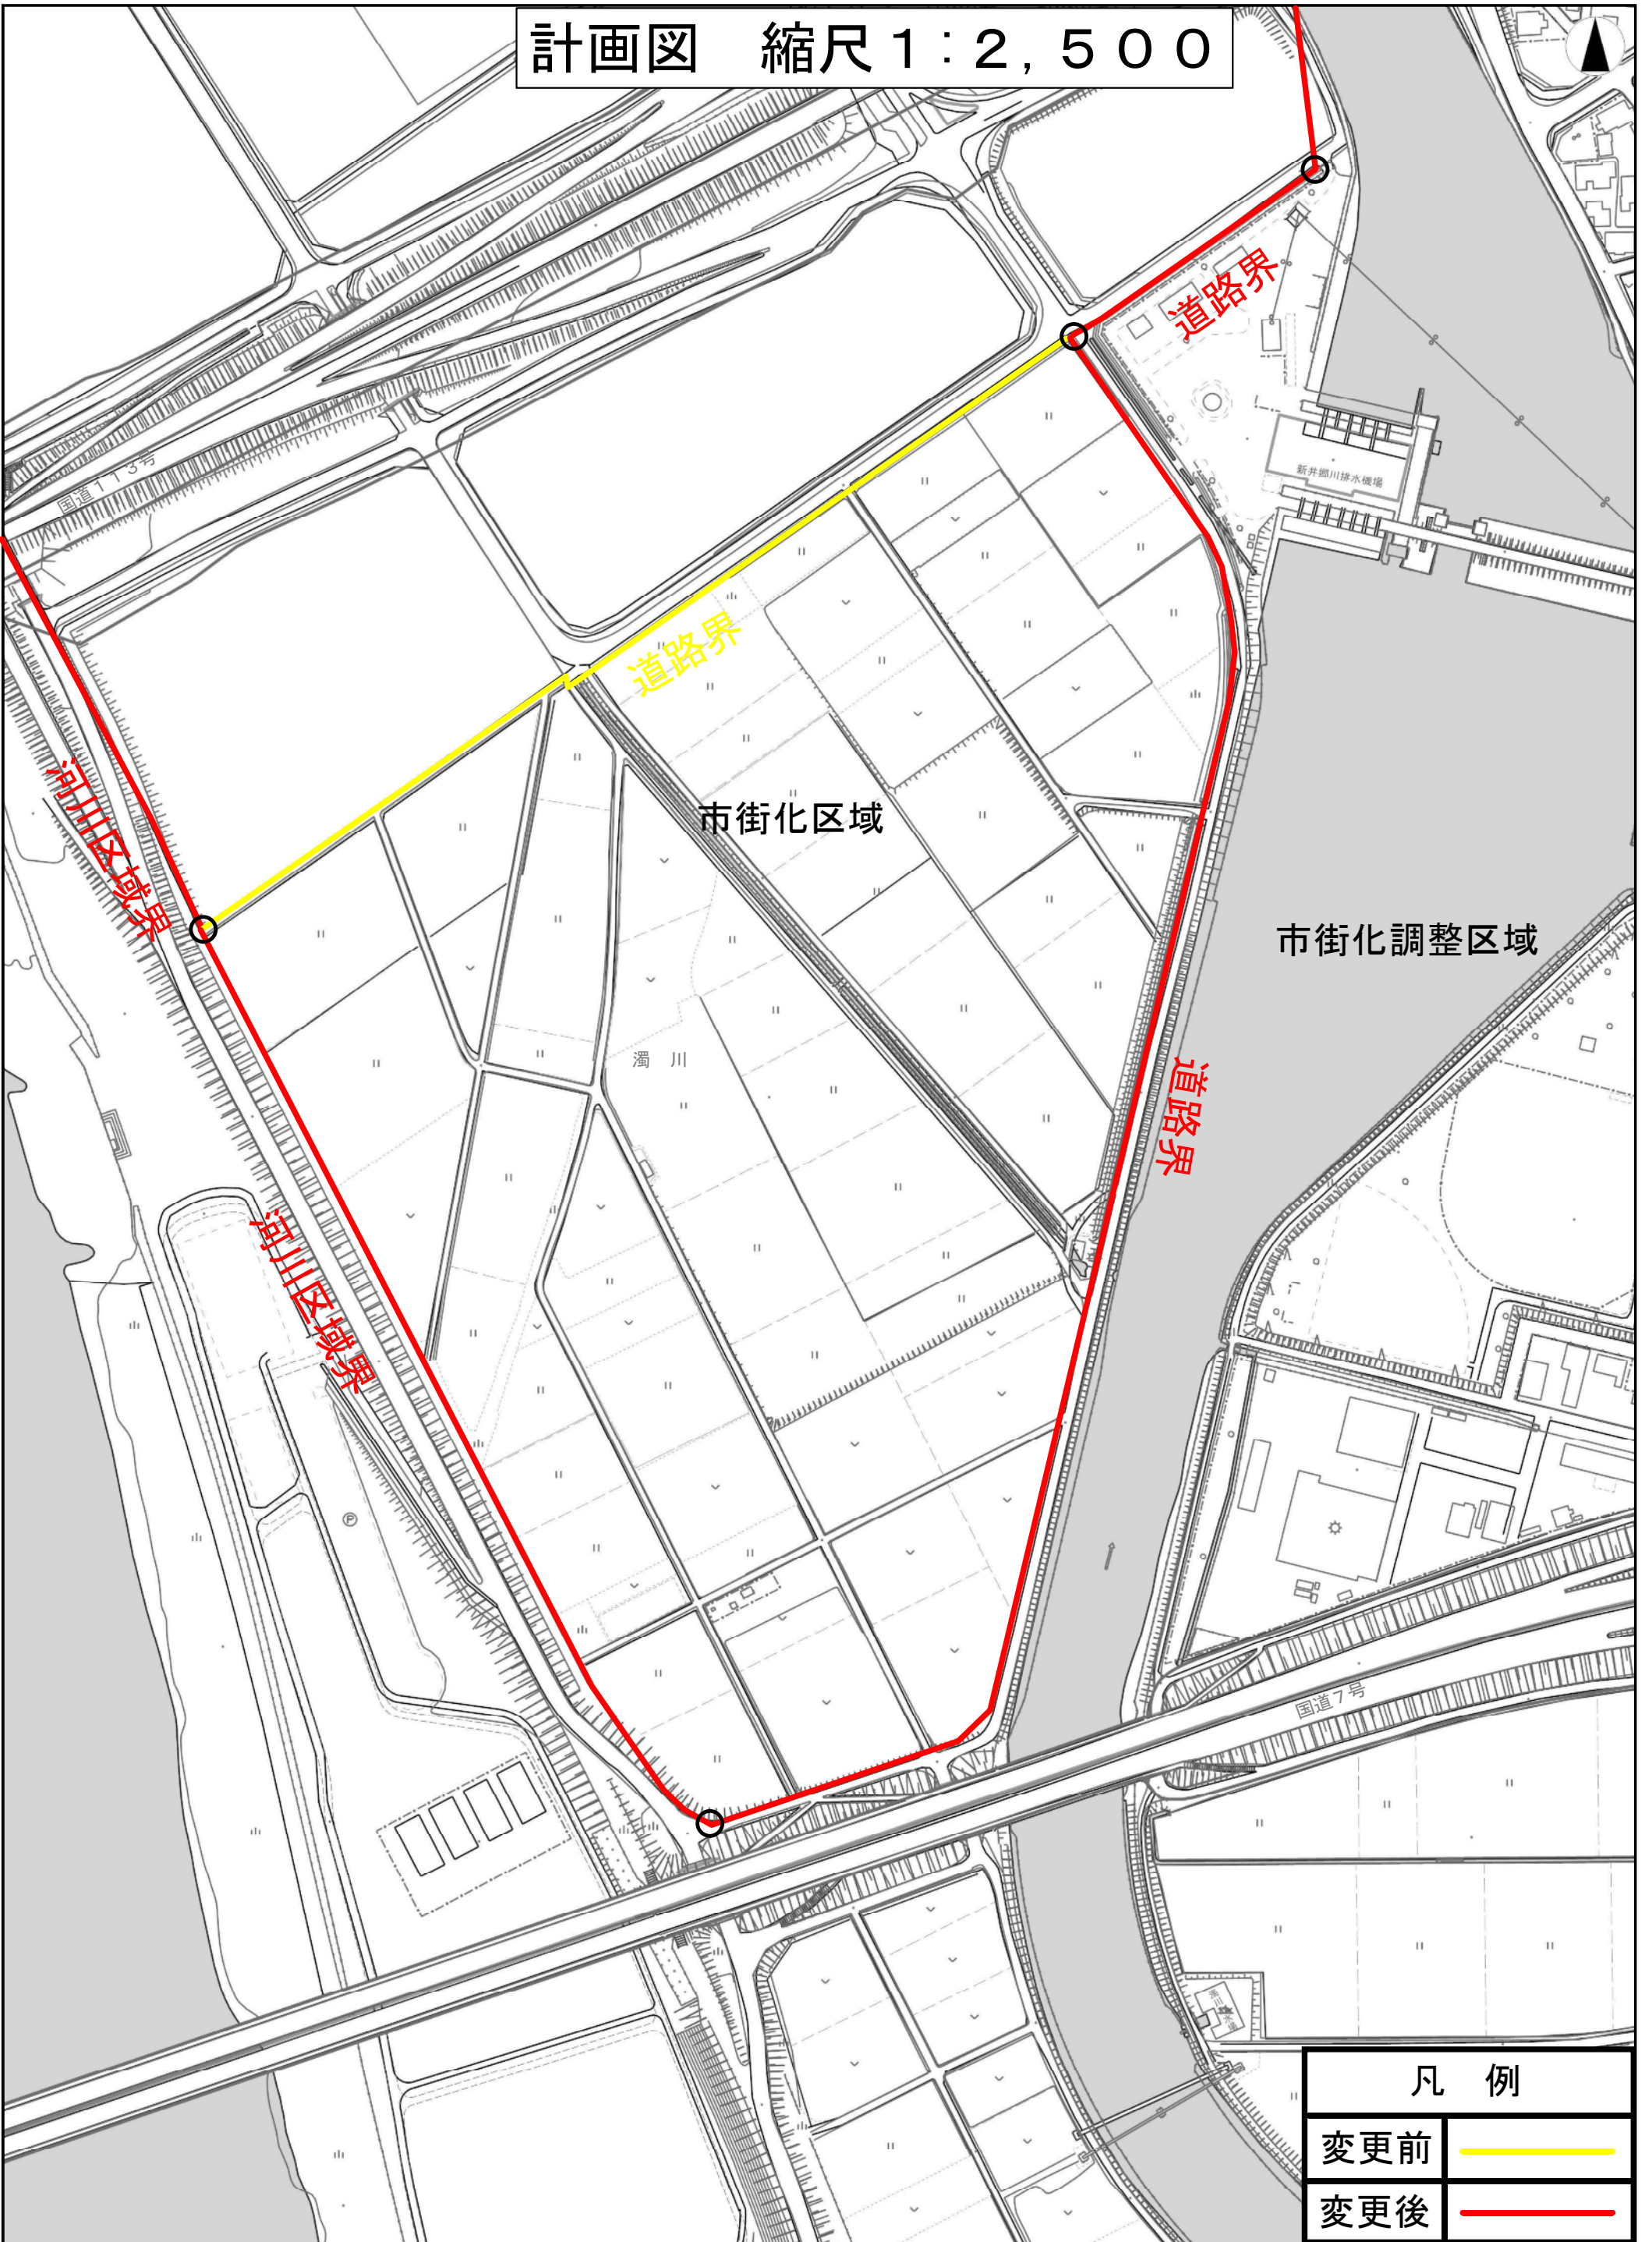 計画図　縮尺１：２，５００
道路界
国道１１３号
新井郷川排水機場
道路界
河川区域界
市街化区域
市街化調整区域
濁　川
道路界
河川区域界
国道７号
凡　例
変更前
変更後